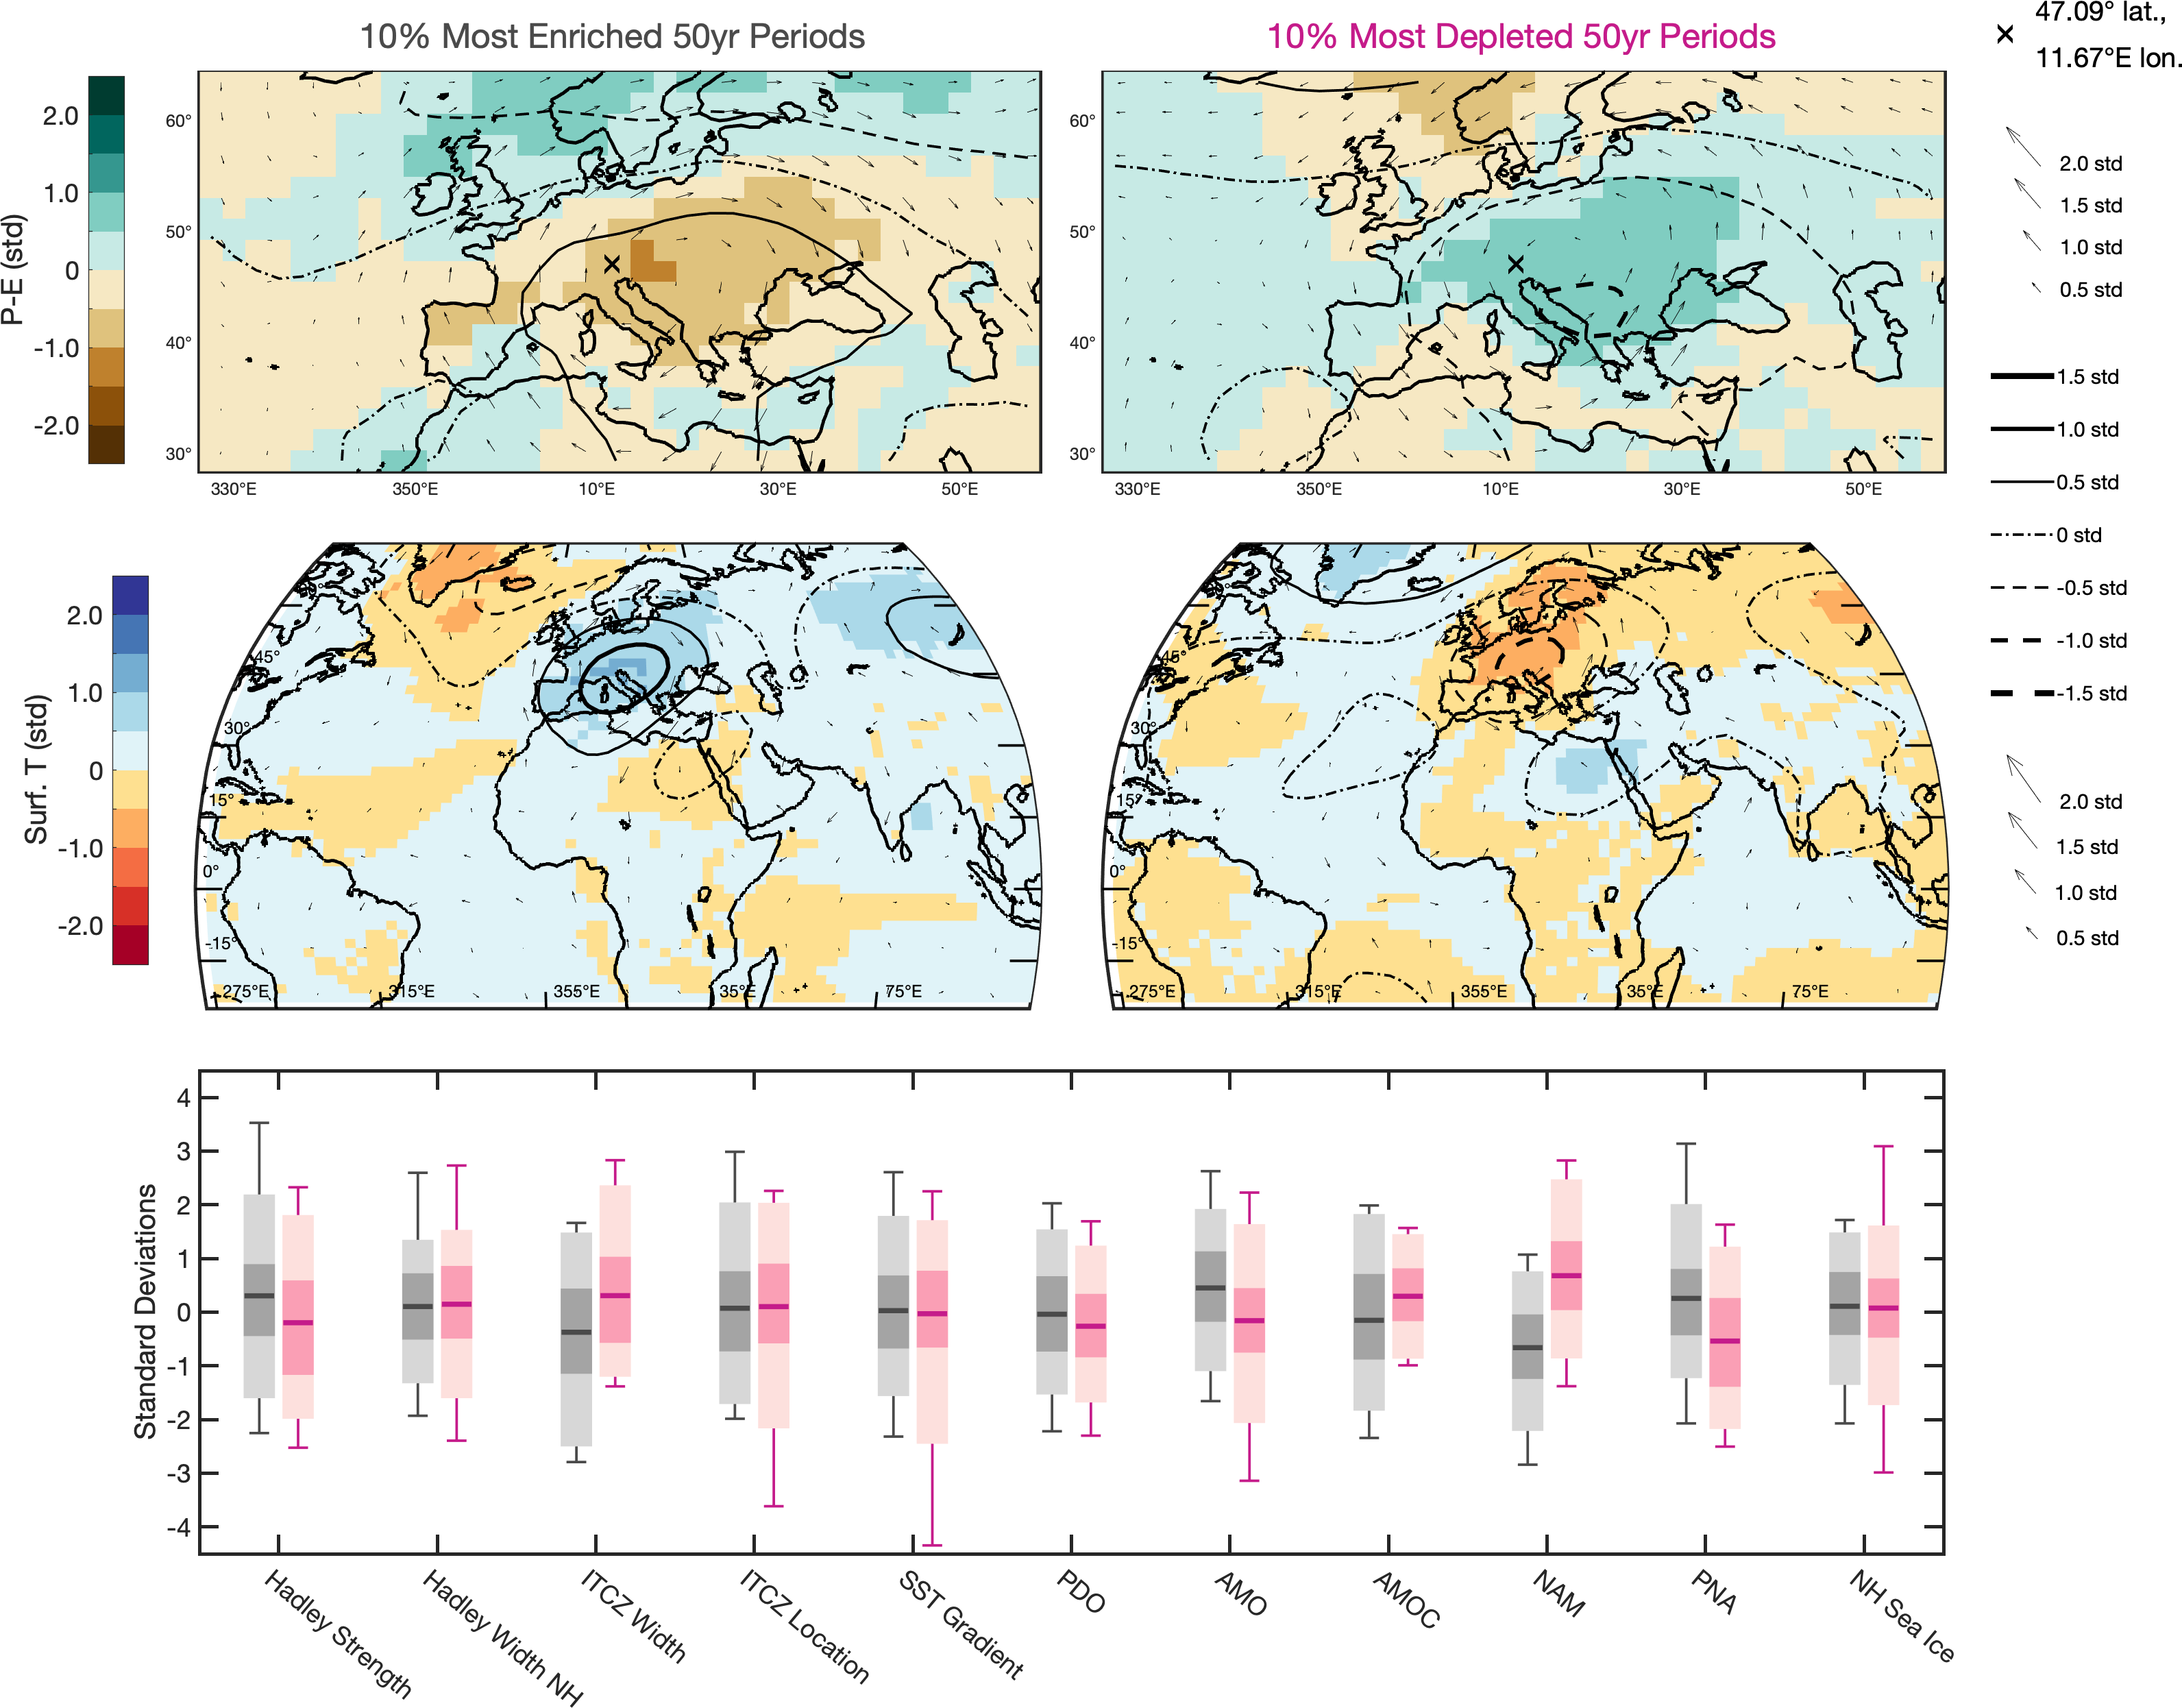 10% Most Enriched 50yr Periods
10% Most Depleted 50yr Periods
47.09° lat.,
11.67°E lon.
P-E (std)
2.0
1.0
0
-1.0
-2.0
60°
50°
40°
30°
330°E 350°E 10°E 30°E 50°E
60°
50°
40°
30°
330°E 350°E 10°E 30°E 50°E
2.0 std
1.5 std
1.0 std
0.5 std
1.5 std
1.0 std
0.5 std
0 std
-0.5 std
-1.0 std
-1.5 std
Surf. T (std)
2.0
1.0
0
-1.0
-2.0
45°
30°
15°
0°
-15°
275°E 315°E 355°E 35°E 75°E
45°
30°
15°
0°
-15°
275°E 315°E 355°E 35°E 75°E
2.0 std
1.5 std
1.0 std
0.5 std
Standard Deviations
4
3
2
1
0
-1
-2
-3
-4
Hadley Strength
Hadley Width NH
ITCZ Width
ITCZ Location
SST Gradient
PDO
AMO
AMOC
NAM
PNA
NH Sea Ice